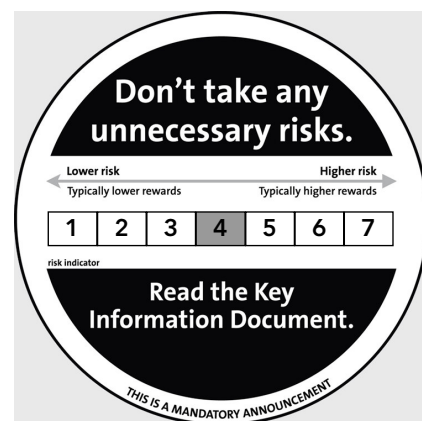 Don't take any
unnecessary risks.
Lower risk Higher risk
Typically lower rewards Typically higher rewards
1 2 3 4 5 6 7
risk indicator
Read the Key
Information Document.
THIS IS A MANDATORY ANNOUNCEMENT